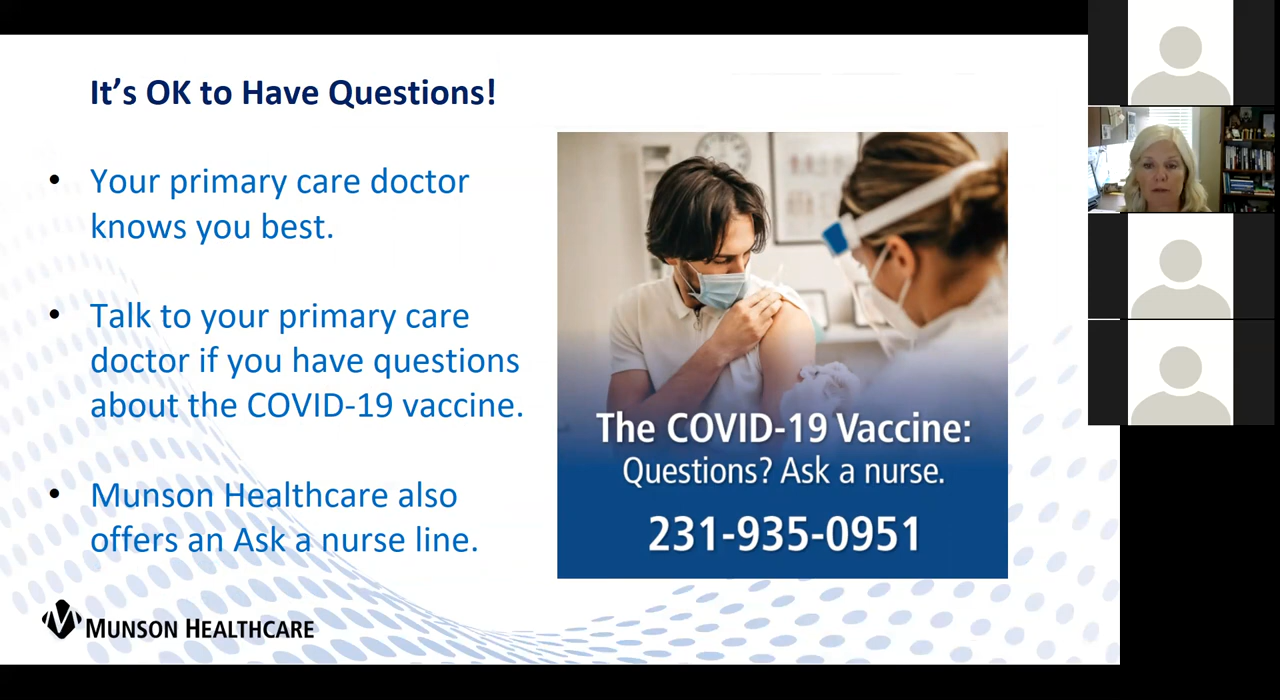 It’s OK to Have Questions!
• Your primary care doctor
knows you best.
• Talk to your primary care
doctor if you have questions
about the COVID-19 vaccine.
• Munson Healthcare also
offers an Ask a nurse line.
The COVID-19 Vaccine:
Questions? Ask a nurse.
231-935-0951
MUNSON HEALTHCARE